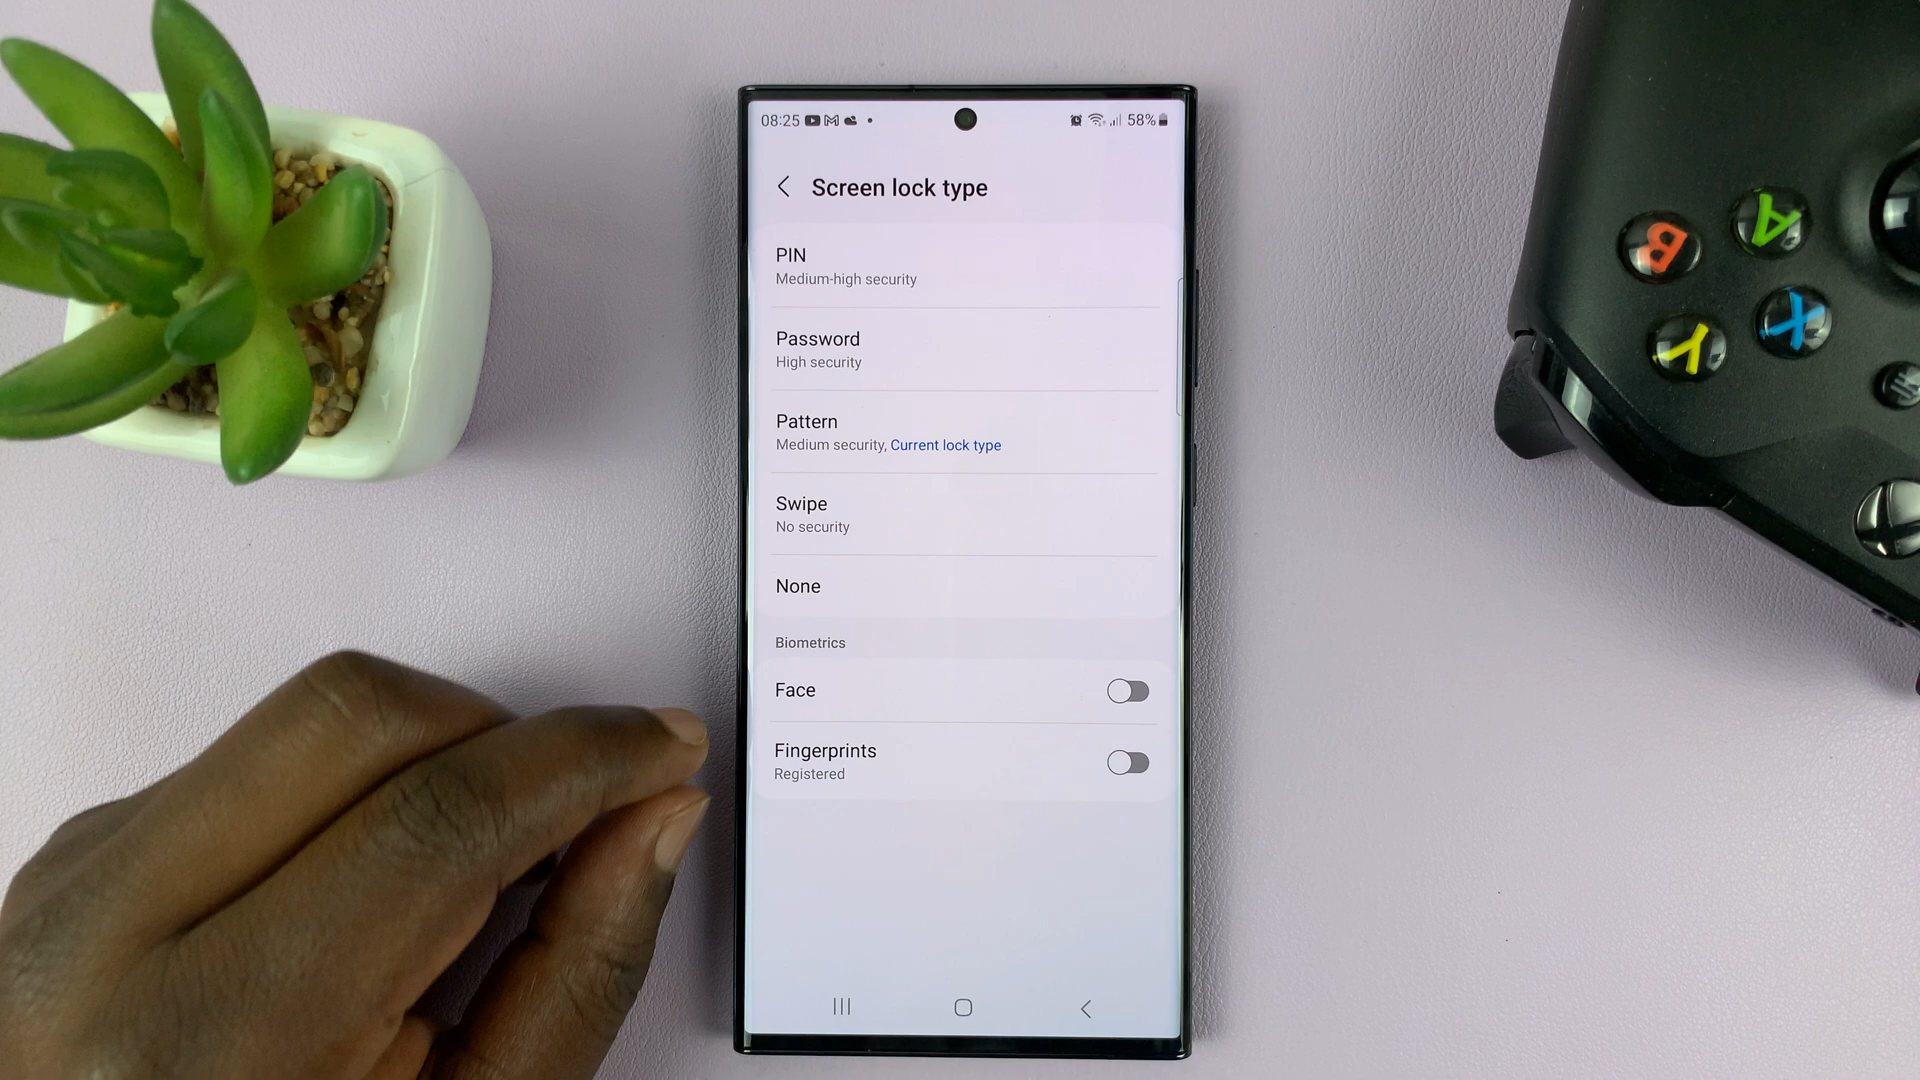 08:25 58%
Screen lock type
PIN
Medium-high security
Password
High security
Pattern
Medium security, Current lock type
Swipe
No security
None
Biometrics
Face
Fingerprints
Registered
B
A
Y
X